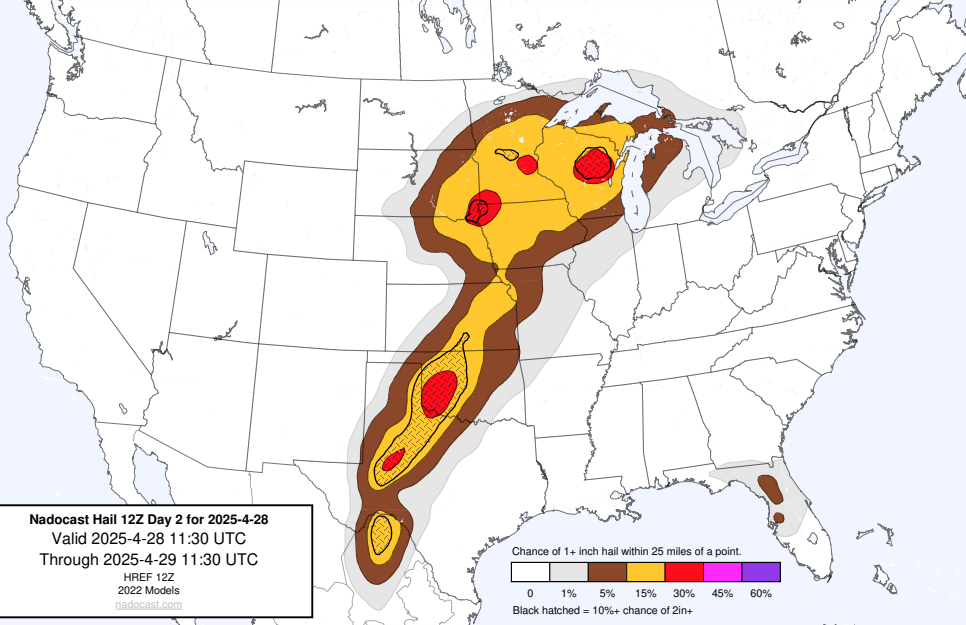 Nadocast Hail 12Z Day 2 for 2025-4-28
Valid 2025-4-28 11:30 UTC
Through 2025-4-29 11:30 UTC
HREF 12Z
2022 Models
nadocast.com
Chance of 1+ inch hail within 25 miles of a point.
0 1% 5% 15% 30% 45% 60%
Black hatched = 10%+ chance of 2in+